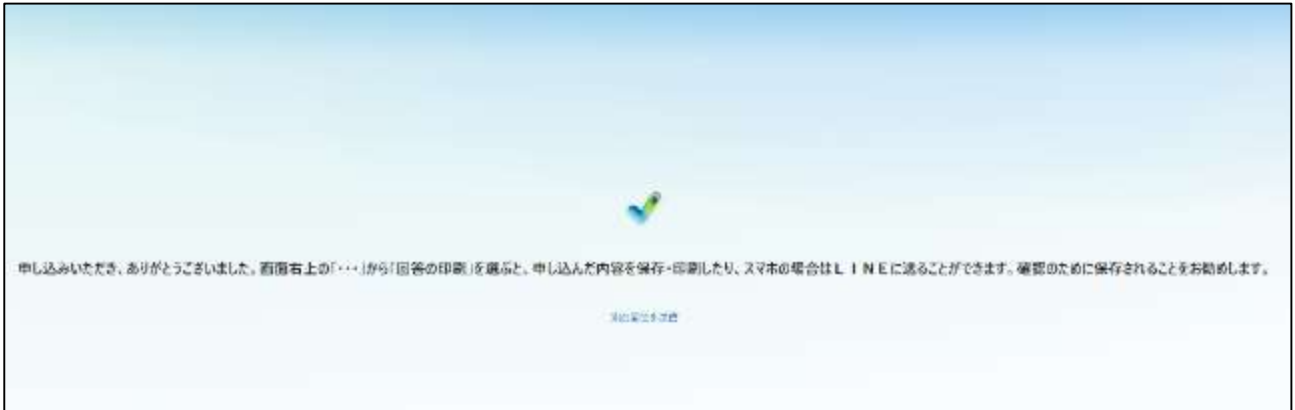 申し込みいただき、ありがとうございました。画面右上の「・・・」から「回答の印刷」を選ぶと、申し込んだ内容を保存・印刷したり、スマホの場合はＬＩＮＥに送ることができます。確認のために保存されることをお勧めします。